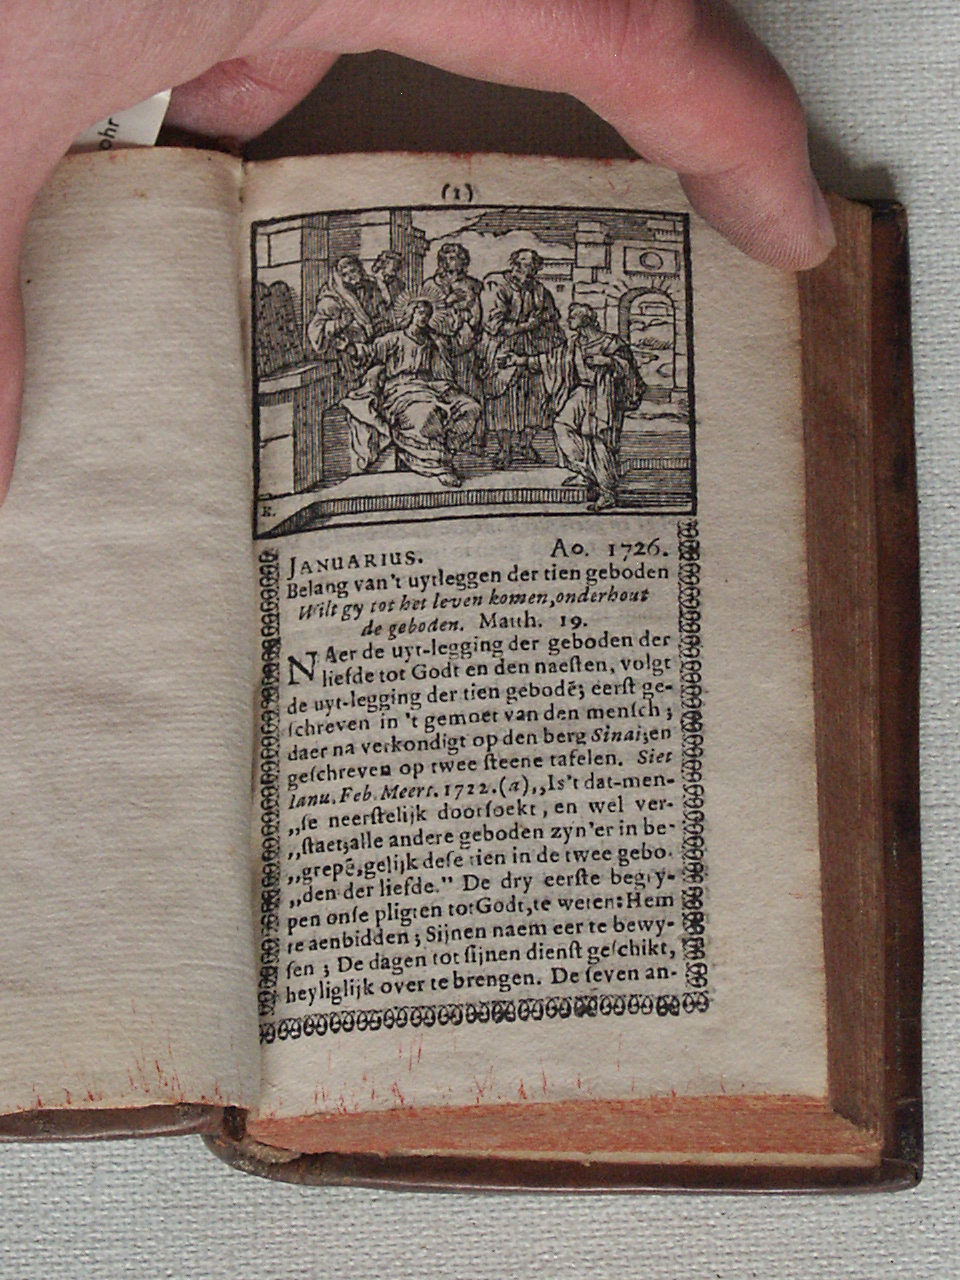 ohr
(1)
R.
JANUARIUS. Ao. 1726.
Belang van't uytleggen der tien geboden
Wilt gy tot het leven komen, onderhout
de geboden. Matth. 19.
NAer de uyt-legging der geboden der
liefde tot Godt en den naeſten, volgt
de uyt-legging der tien gebodē; eerſt ge-
ſchreven in 't gemoet van den menſch;
daer na verkondigt op den berg Sinai; en
geſchreven op twee ſteene tafelen. Siet
Ianu. Feb. Meert. 1722. (a) ,,Is't dat-men-
,,ſe neerſtelijk doorſoekt, en wel ver-
,,ſtaet; alle andere geboden zyn'er in be-
,,grepē, gelijk deſe tien in de twee gebo-
,,den der liefde." De dry eerſte begry-
pen onſe pligten tot Godt, te weten: Hem
te aenbidden; Sijnen naem eer te bewy-
ſen; De dagen tot ſijnen dienſt geſchikt,
heyliglijk over te brengen. De ſeven an-